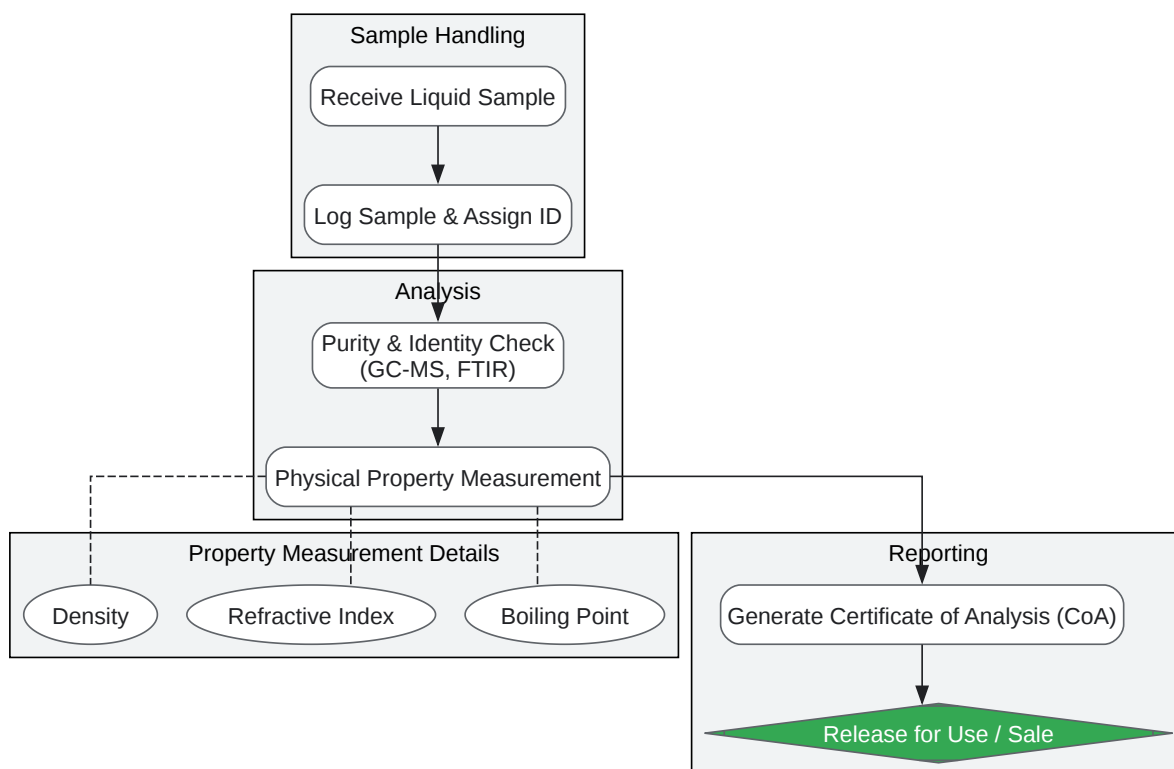 Sample Handling
Receive Liquid Sample
Log Sample & Assign ID
Analysis
Purity & Identity Check
(GC-MS, FTIR)
Physical Property Measurement
Property Measurement Details
Density
Refractive Index
Boiling Point
Reporting
Generate Certificate of Analysis (CoA)
Release for Use / Sale